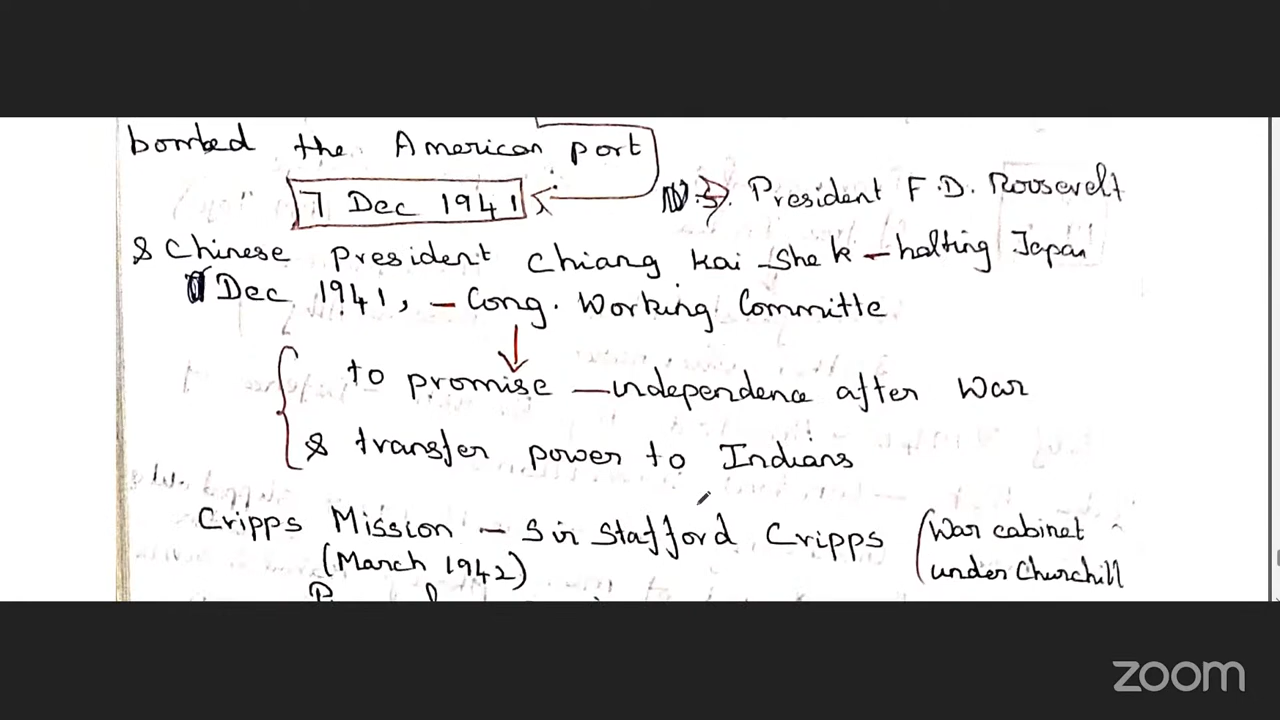 bombed the American port
7 Dec 1941
President F.D. Roosevelt
& Chinese president Chiang Kai-Shek - halting Japan
Dec 1941, - Cong. Working Committe
to promise - independence after War
& transfer power to Indians
Cripps Mission - Sir Stafford Cripps (War cabinet
(March 1942) under Churchill
zoom